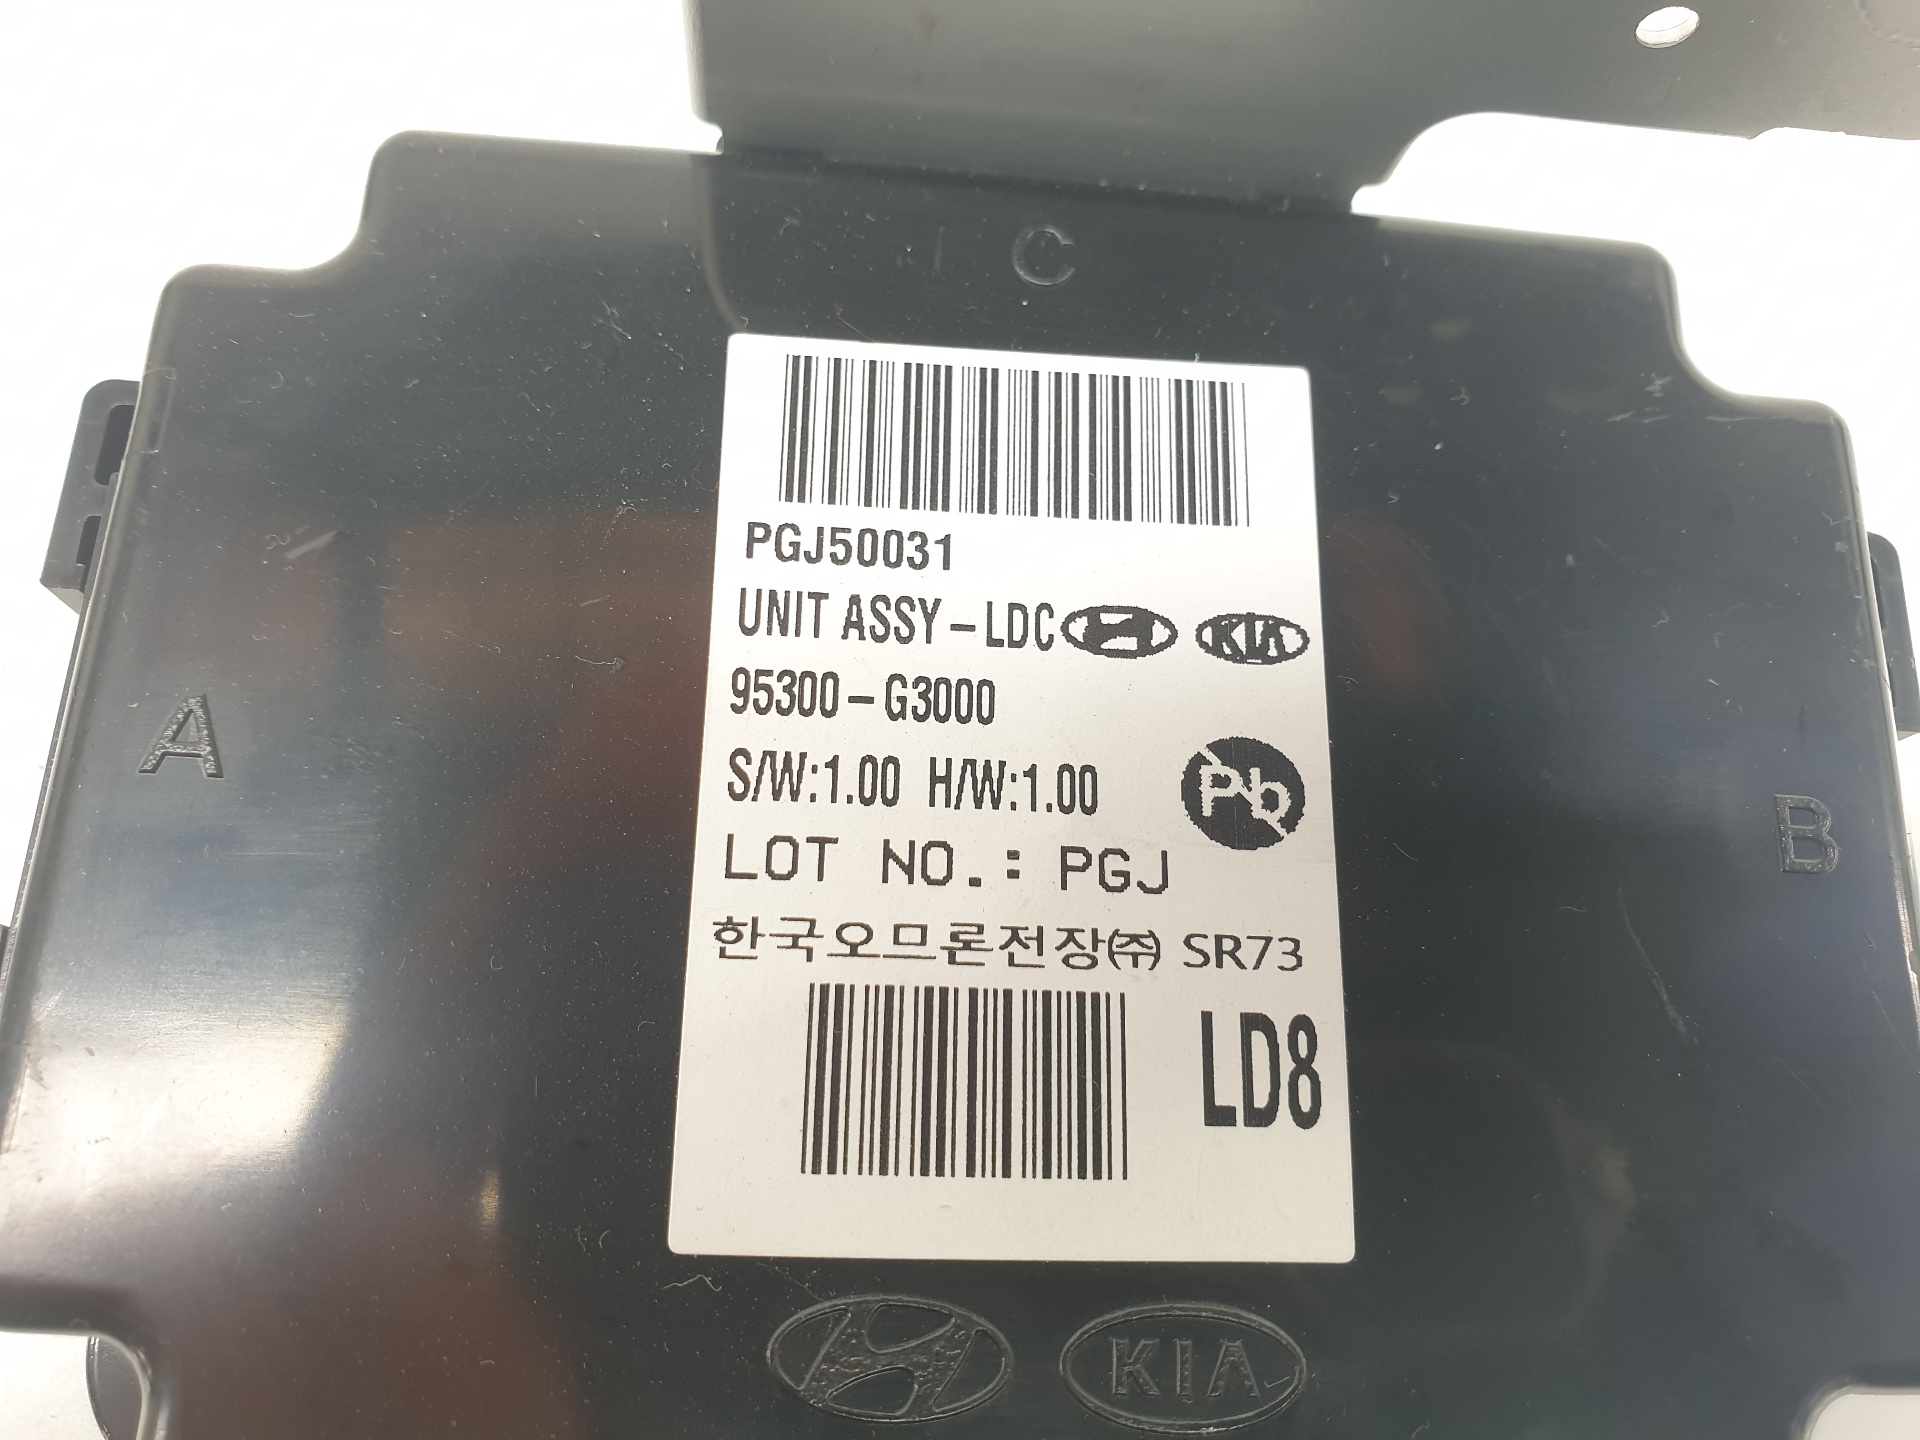 C
PGJ50031
UNIT ASSY-LDC KIA
95300-G3000
S/W:1.00 H/W:1.00
Pb
LOT NO.: PGJ
한국오므론전장㈜ SR73
LD8
A
B
KIA